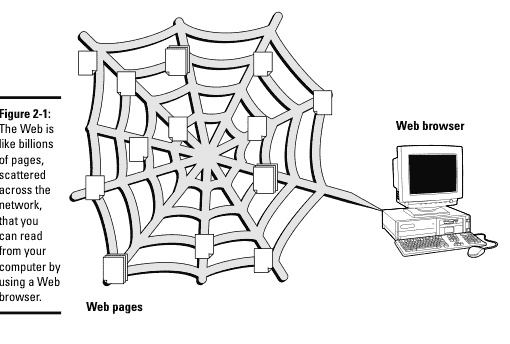 Figure 2-1:
The Web is
like billions
of pages,
scattered
across the
network,
that you
can read
from your
computer by
using a Web
browser.
Web browser
Web pages